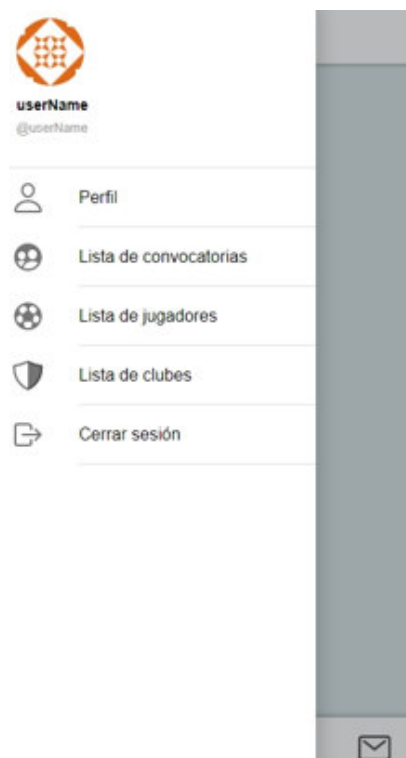 userName
@userName
Perfil
Lista de convocatorias
Lista de jugadores
Lista de clubes
Cerrar sesión